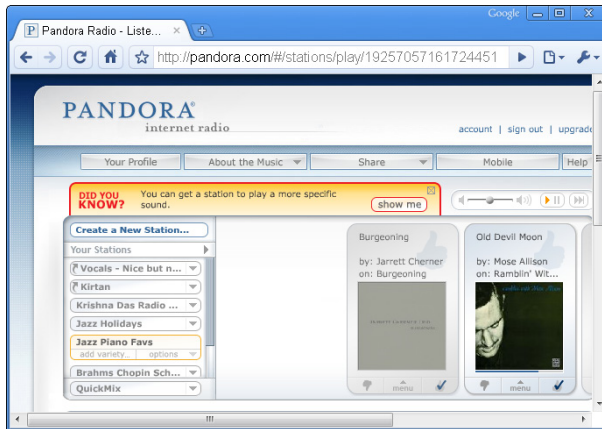 Google
Pandora Radio - Liste...
http://pandora.com/#/stations/play/19257057161724451
PANDORA®
internet radio
account | sign out | upgrade
Your Profile
About the Music
Share
Mobile
Help
DID YOU
KNOW?
You can get a station to play a more specific
sound.
show me
Create a New Station...
Your Stations
Vocals - Nice but n...
Kirtan
Krishna Das Radio ...
Jazz Holidays
Jazz Piano Favs
add variety... options
Brahms Chopin Sch...
QuickMix
Burgeoning
by: Jarrett Cherner
on: Burgeoning
menu
Old Devil Moon
by: Mose Allison
on: Ramblin' Wit...
menu